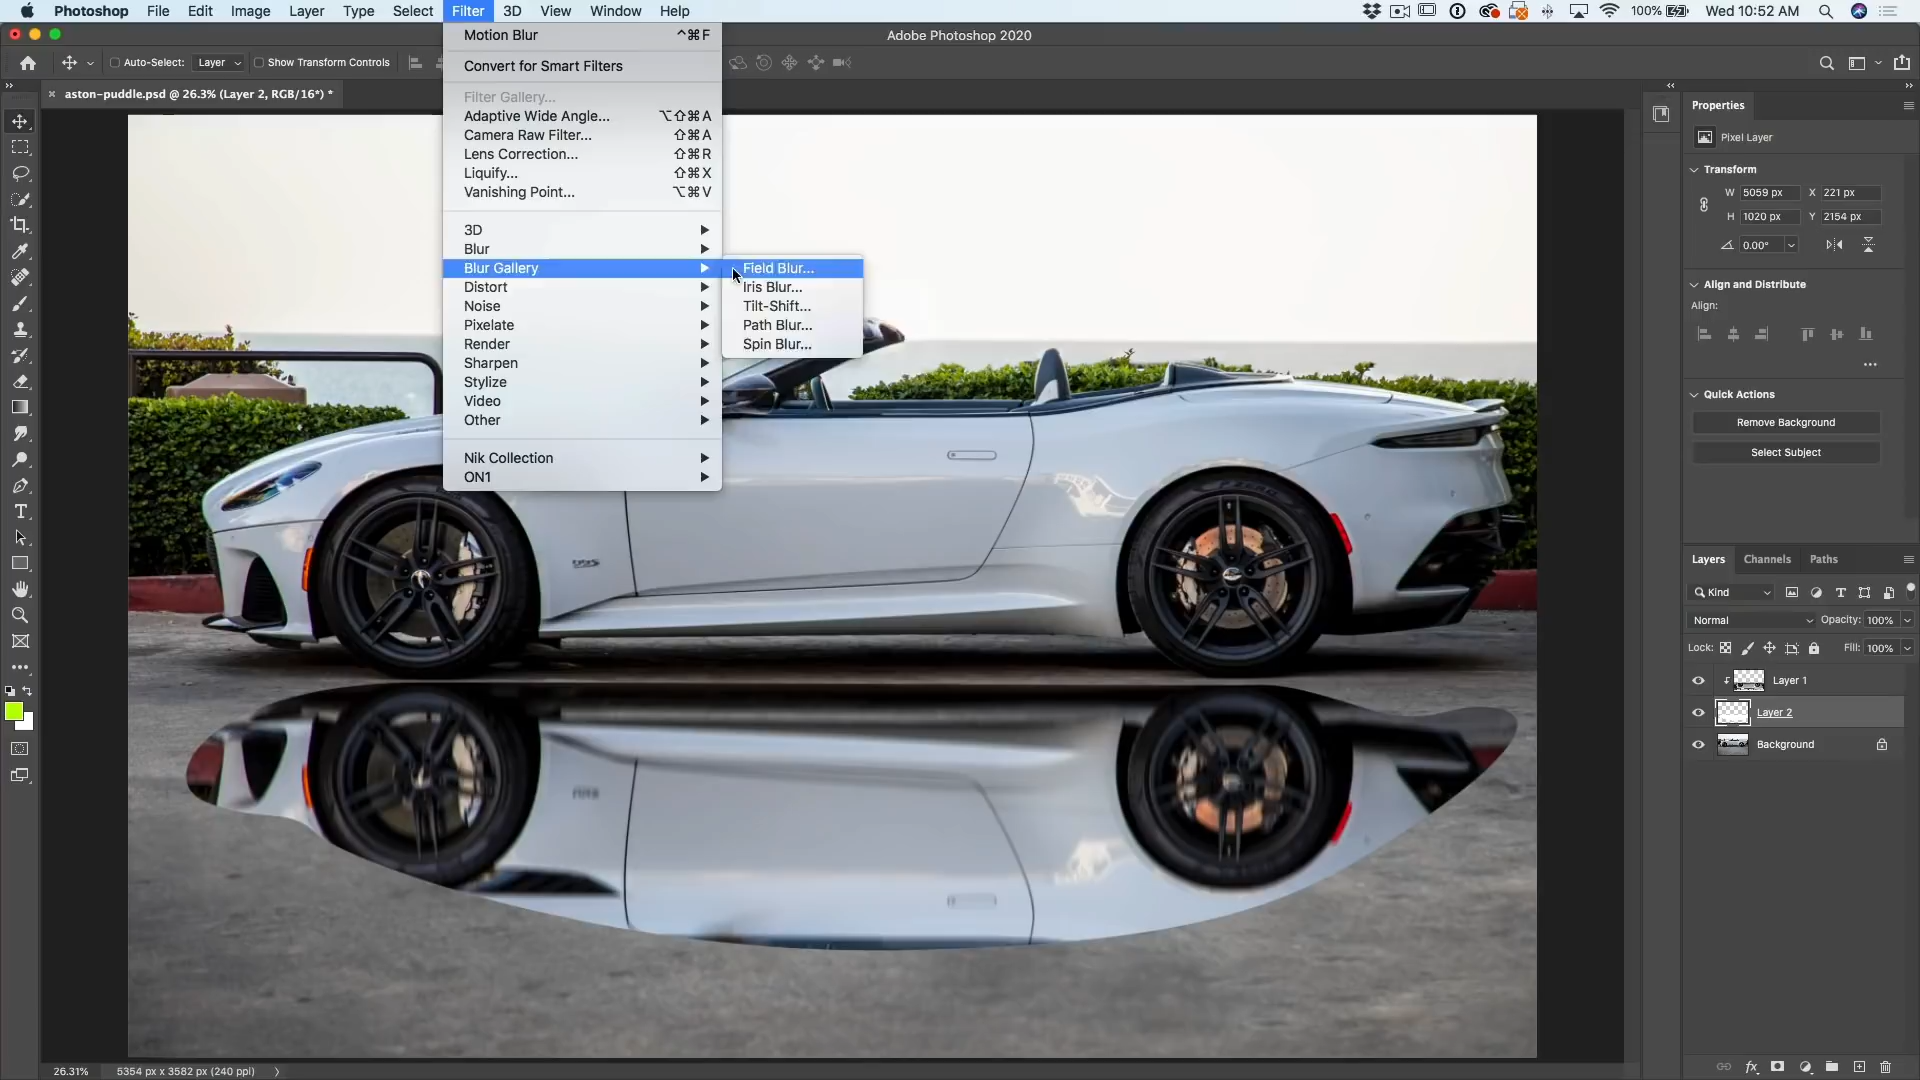 Photoshop File Edit Image Layer Type Select Filter 3D View Window Help 100% Wed 10:52 AM
Adobe Photoshop 2020
Auto-Select: Layer Show Transform Controls
aston-puddle.psd @ 26.3% (Layer 2, RGB/16*) *
Motion Blur ^⌘F
Convert for Smart Filters
Filter Gallery...
Adaptive Wide Angle... ⌥⇧⌘A
Camera Raw Filter... ⇧⌘A
Lens Correction... ⇧⌘R
Liquify... ⇧⌘X
Vanishing Point... ⌥⌘V
3D
Blur
Blur Gallery
Distort
Noise
Pixelate
Render
Sharpen
Stylize
Video
Other
Nik Collection
ON1
Field Blur...
Iris Blur...
Tilt-Shift...
Path Blur...
Spin Blur...
Properties
Pixel Layer
Transform
W 5059 px X 221 px
H 1020 px Y 2154 px
0.00°
Align and Distribute
Align:
Quick Actions
Remove Background
Select Subject
Layers Channels Paths
Kind
Normal Opacity: 100%
Lock: Fill: 100%
Layer 1
Layer 2
Background
26.31% 5354 px x 3582 px (240 ppi)